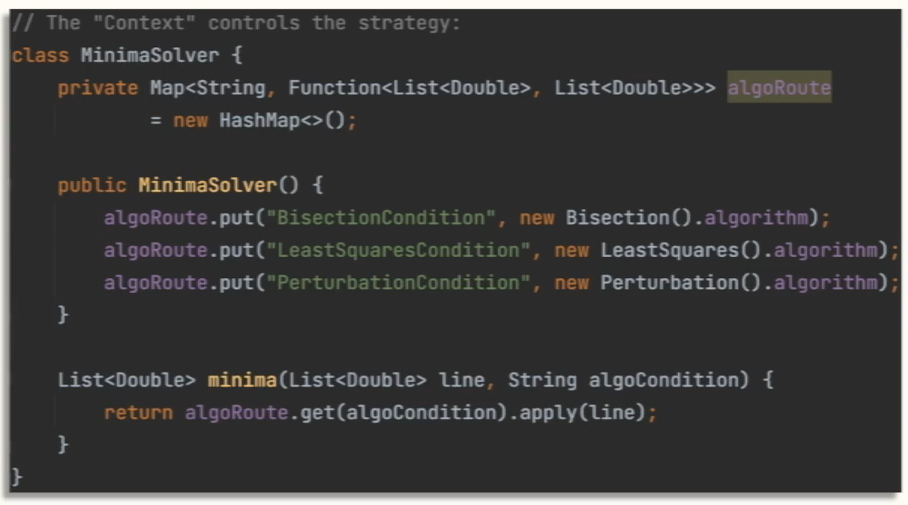 // The "Context" controls the strategy:
class MinimaSolver {
    private Map<String, Function<List<Double>, List<Double>>> algoRoute
            = new HashMap<>();
    public MinimaSolver() {
        algoRoute.put("BisectionCondition", new Bisection().algorithm);
        algoRoute.put("LeastSquaresCondition", new LeastSquares().algorithm);
        algoRoute.put("PerturbationCondition", new Perturbation().algorithm);
    }
    List<Double> minima(List<Double> line, String algoCondition) {
        return algoRoute.get(algoCondition).apply(line);
    }
}